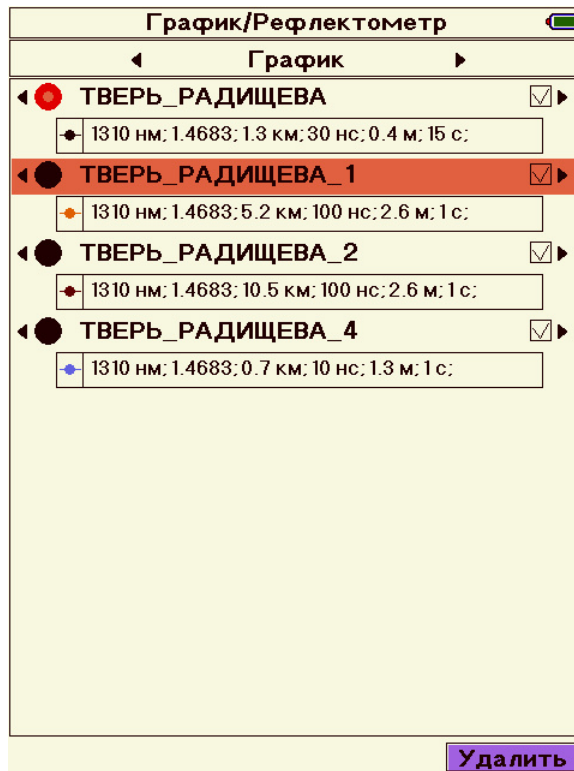 График/Рефлектометр
График
ТВЕРЬ_РАДИЩЕВА
1310 нм; 1.4683; 1.3 км; 30 нс; 0.4 м; 15 с;
ТВЕРЬ_РАДИЩЕВА_1
1310 нм; 1.4683; 5.2 км; 100 нс; 2.6 м; 1 с;
ТВЕРЬ_РАДИЩЕВА_2
1310 нм; 1.4683; 10.5 км; 100 нс; 2.6 м; 1 с;
ТВЕРЬ_РАДИЩЕВА_4
1310 нм; 1.4683; 0.7 км; 10 нс; 1.3 м; 1 с;
Удалить